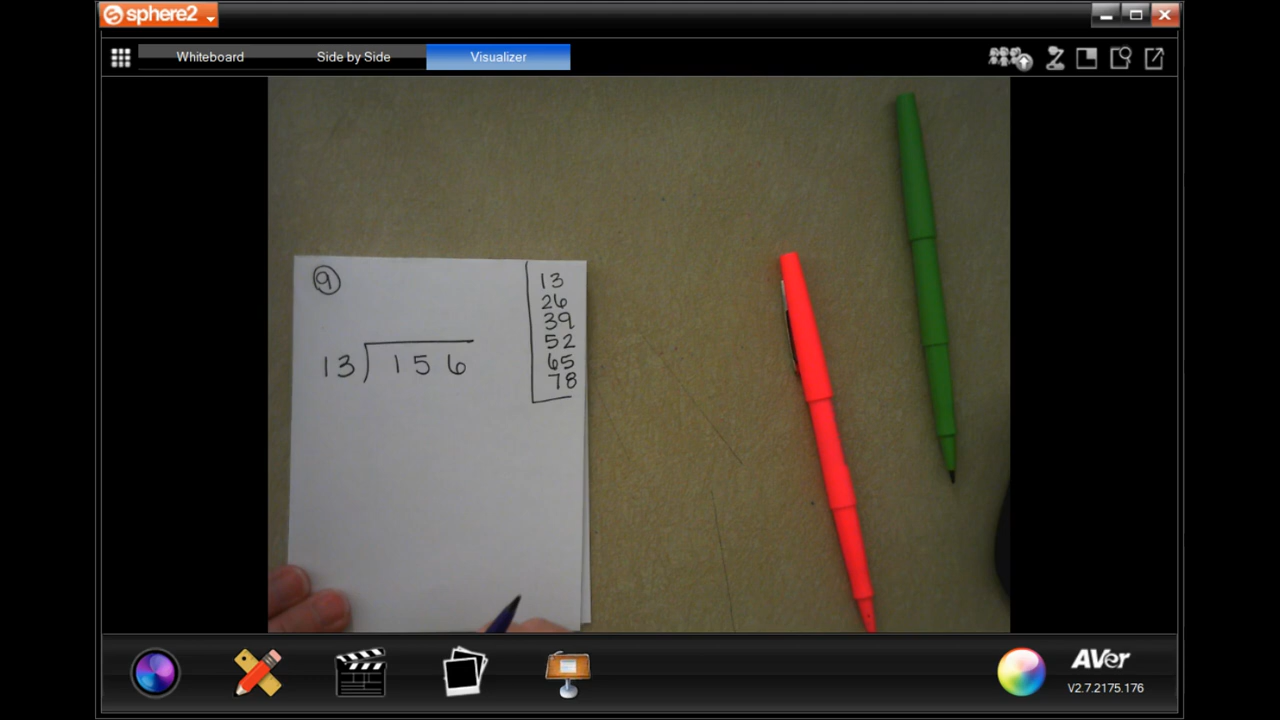 sphere2
Whiteboard Side by Side Visualizer
9
13
26
39
52
65
78
13)156
AVer
V2.7.2175.176